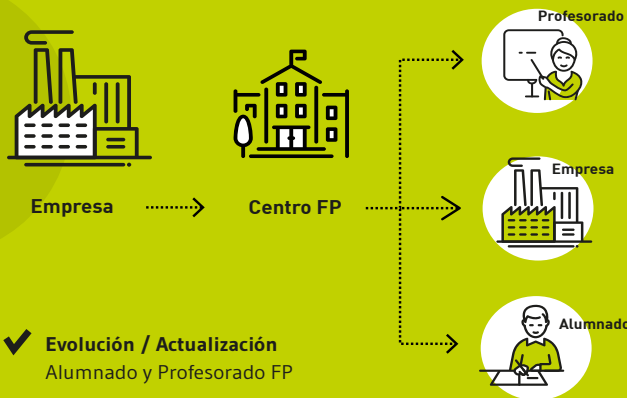 Profesorado
Empresa
Empresa
Centro FP
Alumnado
Evolución / Actualización
Alumnado y Profesorado FP